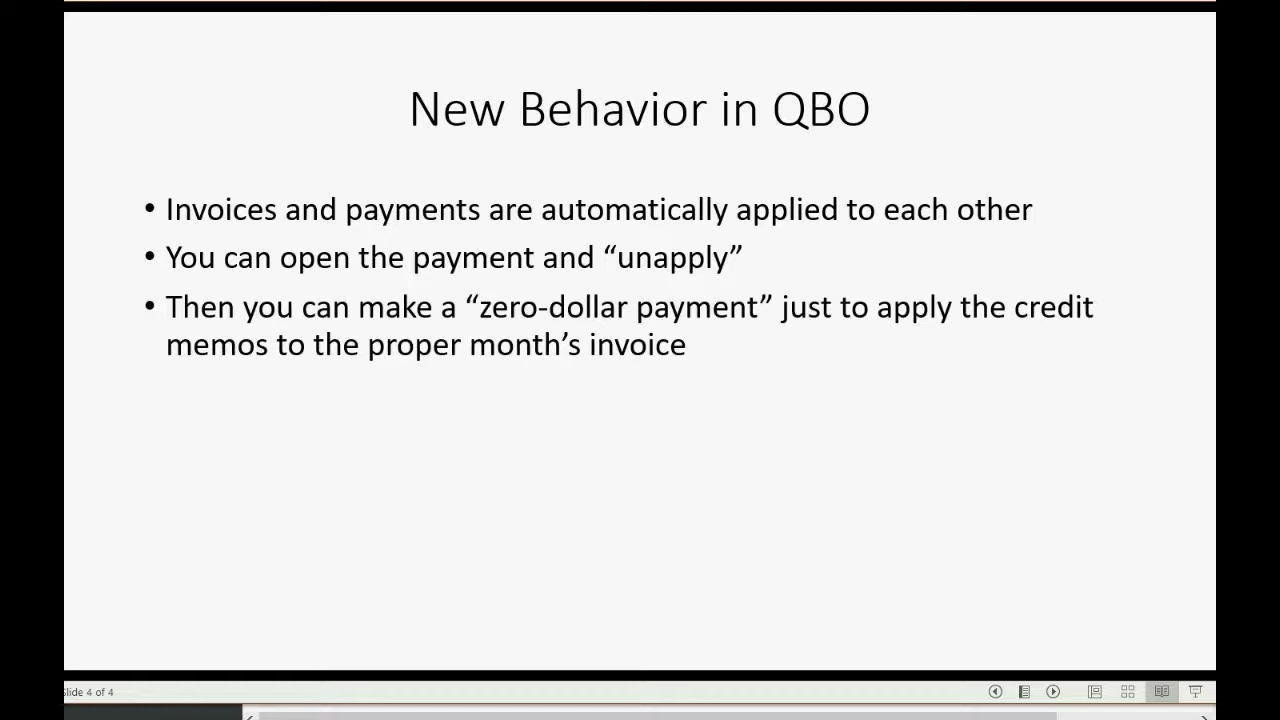 New Behavior in QBO
• Invoices and payments are automatically applied to each other
• You can open the payment and “unapply”
• Then you can make a “zero-dollar payment” just to apply the credit
memos to the proper month’s invoice
Slide 4 of 4